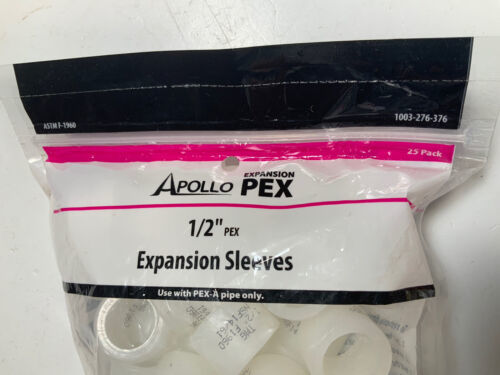 ASTM F-1960
1003-276-376
25 Pack
APOLLO EXPANSION PEX
1/2" PEX
Expansion Sleeves
Use with PEX-A pipe only.